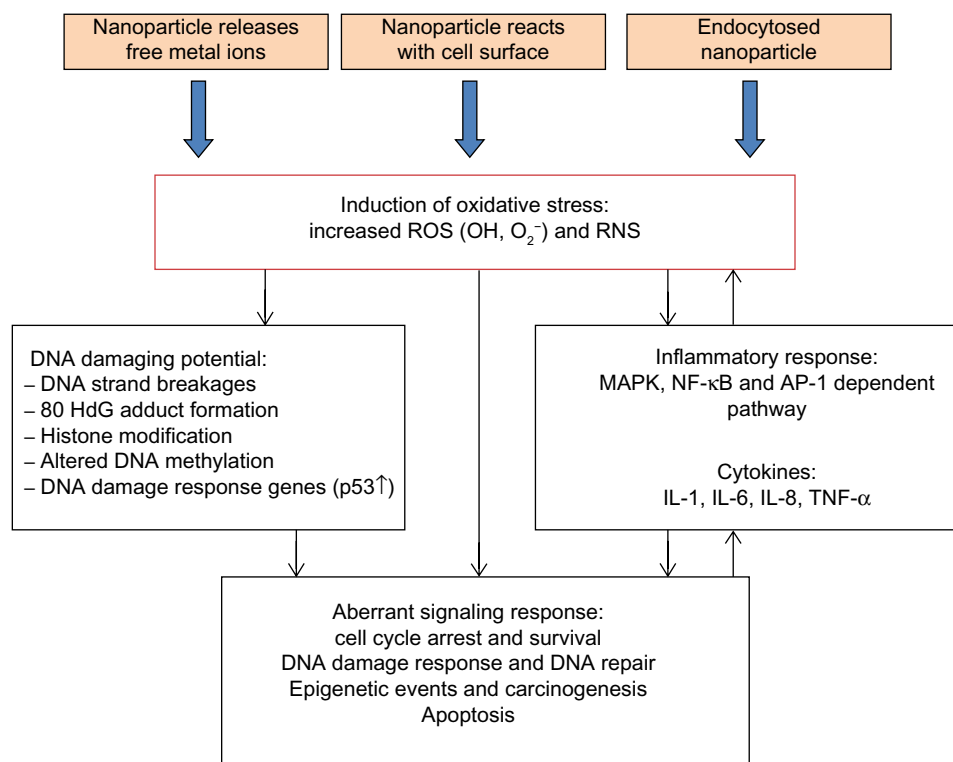 Nanoparticle releases
free metal ions
Nanoparticle reacts
with cell surface
Endocytosed
nanoparticle
Induction of oxidative stress:
increased ROS (OH, O₂⁻) and RNS
DNA damaging potential:
– DNA strand breakages
– 80 HdG adduct formation
– Histone modification
– Altered DNA methylation
– DNA damage response genes (p53↑)
Inflammatory response:
MAPK, NF-κB and AP-1 dependent
pathway
Cytokines:
IL-1, IL-6, IL-8, TNF-α
Aberrant signaling response:
cell cycle arrest and survival
DNA damage response and DNA repair
Epigenetic events and carcinogenesis
Apoptosis